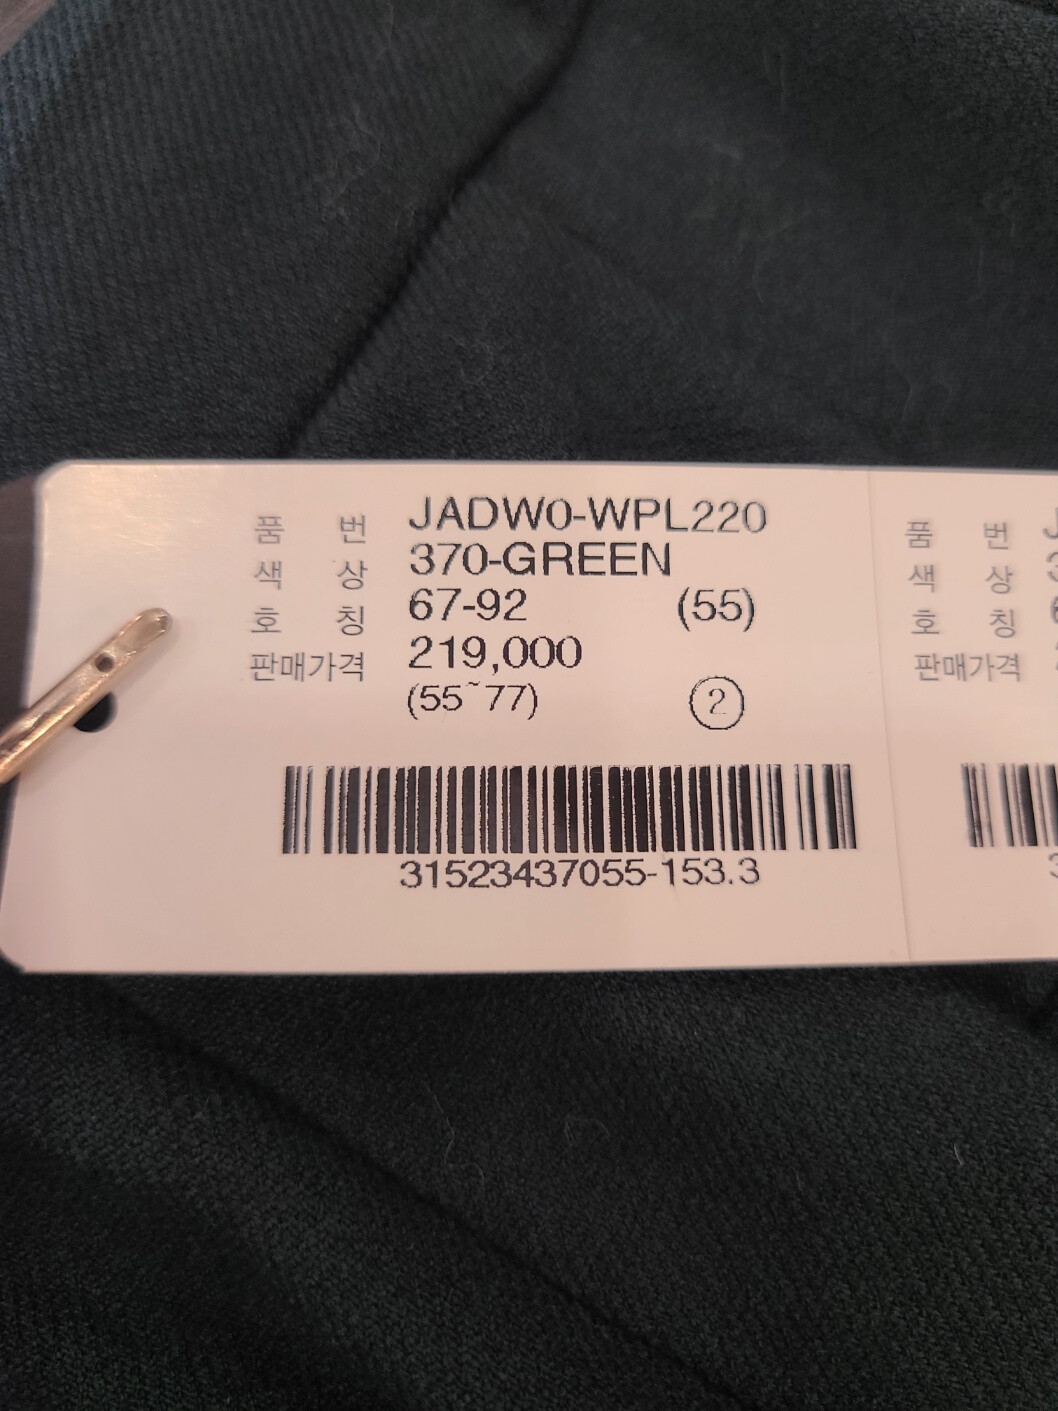 품 번 JADW0-WPL220
색 상 370-GREEN
호 칭 67-92 (55)
판매가격 219,000
(55~77) ②
31523437055-153.3
품 번
색 상
호 칭
판매가격